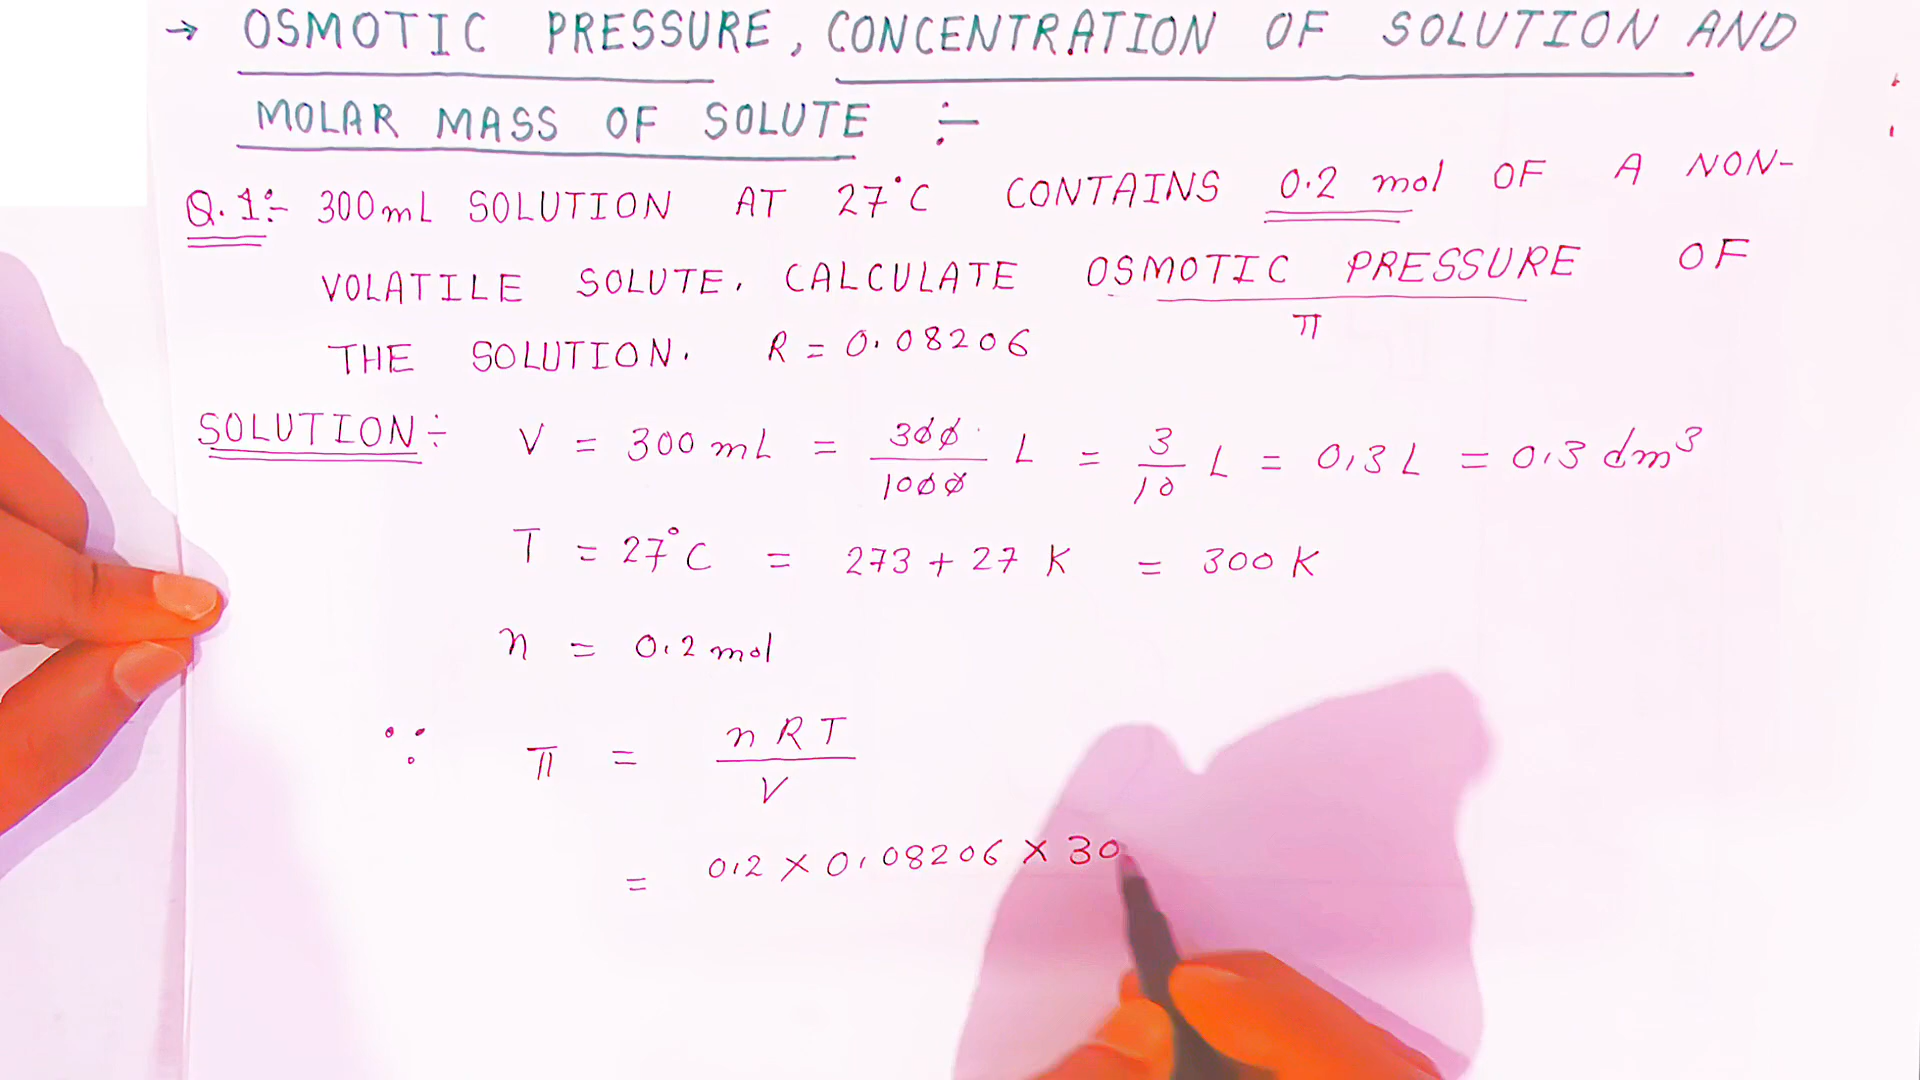 → OSMOTIC PRESSURE, CONCENTRATION OF SOLUTION AND
MOLAR MASS OF SOLUTE :-
Q.1:- 300mL SOLUTION AT 27°C CONTAINS 0.2 mol OF A NON-
VOLATILE SOLUTE. CALCULATE OSMOTIC PRESSURE OF
π
THE SOLUTION. R = 0.08206
SOLUTION:- V = 300 mL = 300/1000 L = 3/10 L = 0.3 L = 0.3 dm³
T = 27°C = 273 + 27 K = 300 K
n = 0.2 mol
∵ π = nRT/V
= 0.2 × 0.08206 × 30